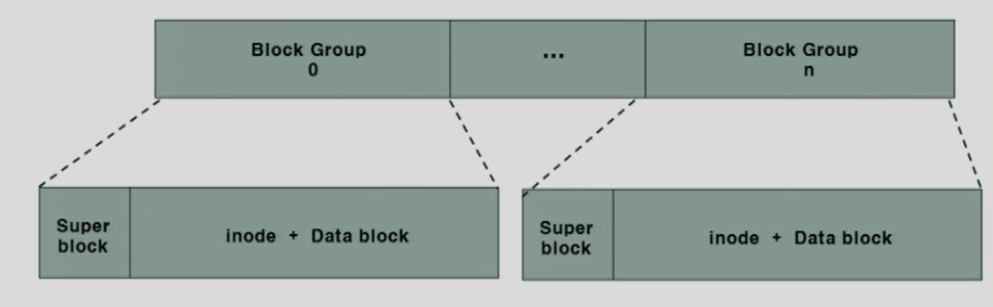 Block Group
0
...
Block Group
n
Super
block
inode + Data block
Super
block
inode + Data block